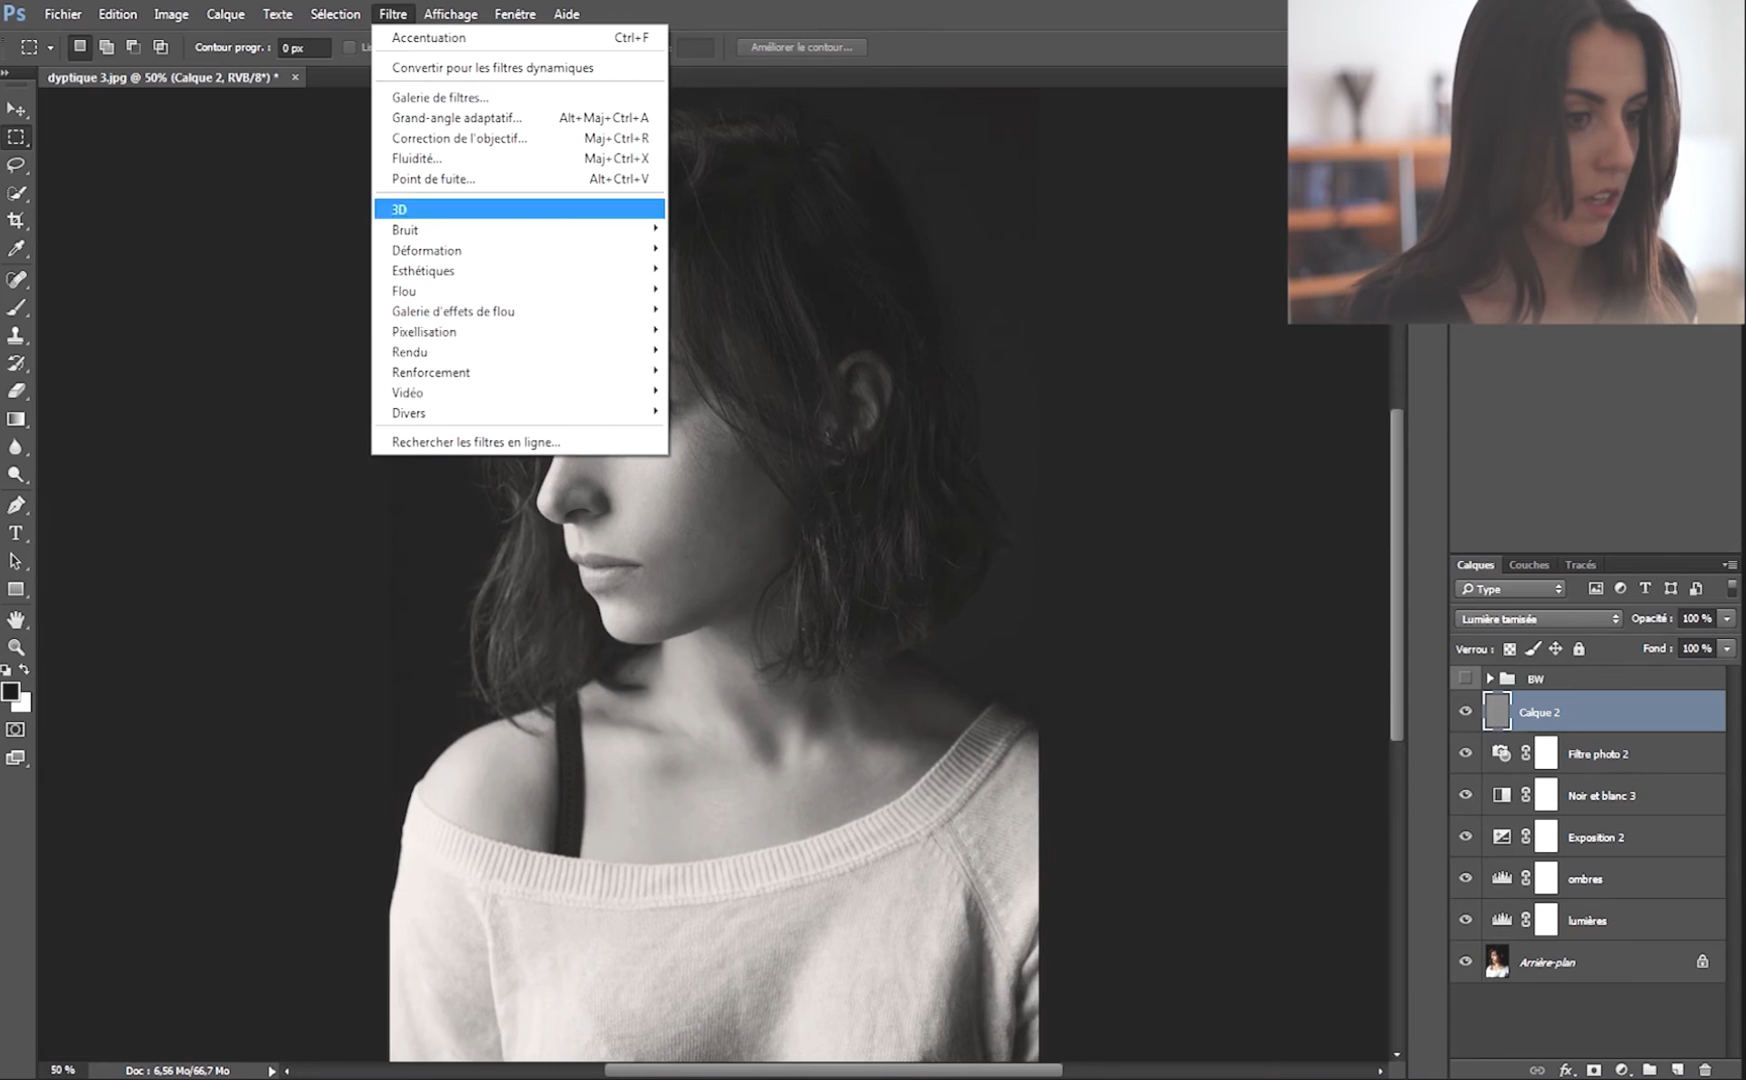 Ps Fichier Edition Image Calque Texte Sélection Filtre Affichage Fenêtre Aide
Contour progr. : 0 px Améliorer le contour...
dyptique 3.jpg @ 50% (Calque 2, RVB/8*) * ×
Accentuation Ctrl+F
Convertir pour les filtres dynamiques
Galerie de filtres...
Grand-angle adaptatif... Alt+Maj+Ctrl+A
Correction de l'objectif... Maj+Ctrl+R
Fluidité... Maj+Ctrl+X
Point de fuite... Alt+Ctrl+V
3D
Bruit
Déformation
Esthétiques
Flou
Galerie d'effets de flou
Pixellisation
Rendu
Renforcement
Vidéo
Divers
Rechercher les filtres en ligne...
Calques Couches Tracés
Type
Lumière tamisée Opacité : 100 %
Verrou : Fond : 100 %
BW
Calque 2
Filtre photo 2
Noir et blanc 3
Exposition 2
ombres
lumières
Arrière-plan
50 % Doc : 6,56 Mo/66,7 Mo
fx